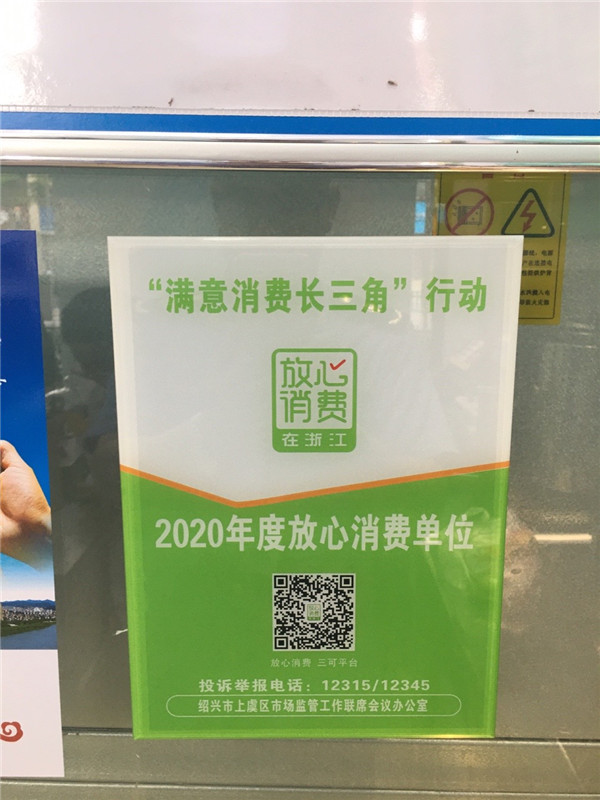 “满意消费长三角”行动
放心
消费
在浙江
2020年度放心消费单位
放心消费 三可平台
投诉举报电话：12315/12345
绍兴市上虞区市场监管工作联席会议办公室